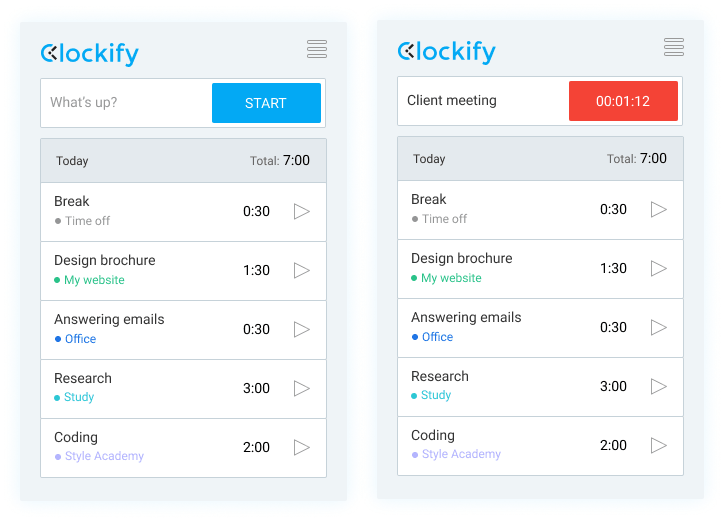 Clockify
What's up?
START
Today
Total: 7:00
Break
0:30
Time off
Design brochure
1:30
My website
Answering emails
0:30
Office
Research
3:00
Study
Coding
2:00
Style Academy
Clockify
Client meeting
00:01:12
Today
Total: 7:00
Break
0:30
Time off
Design brochure
1:30
My website
Answering emails
0:30
Office
Research
3:00
Study
Coding
2:00
Style Academy